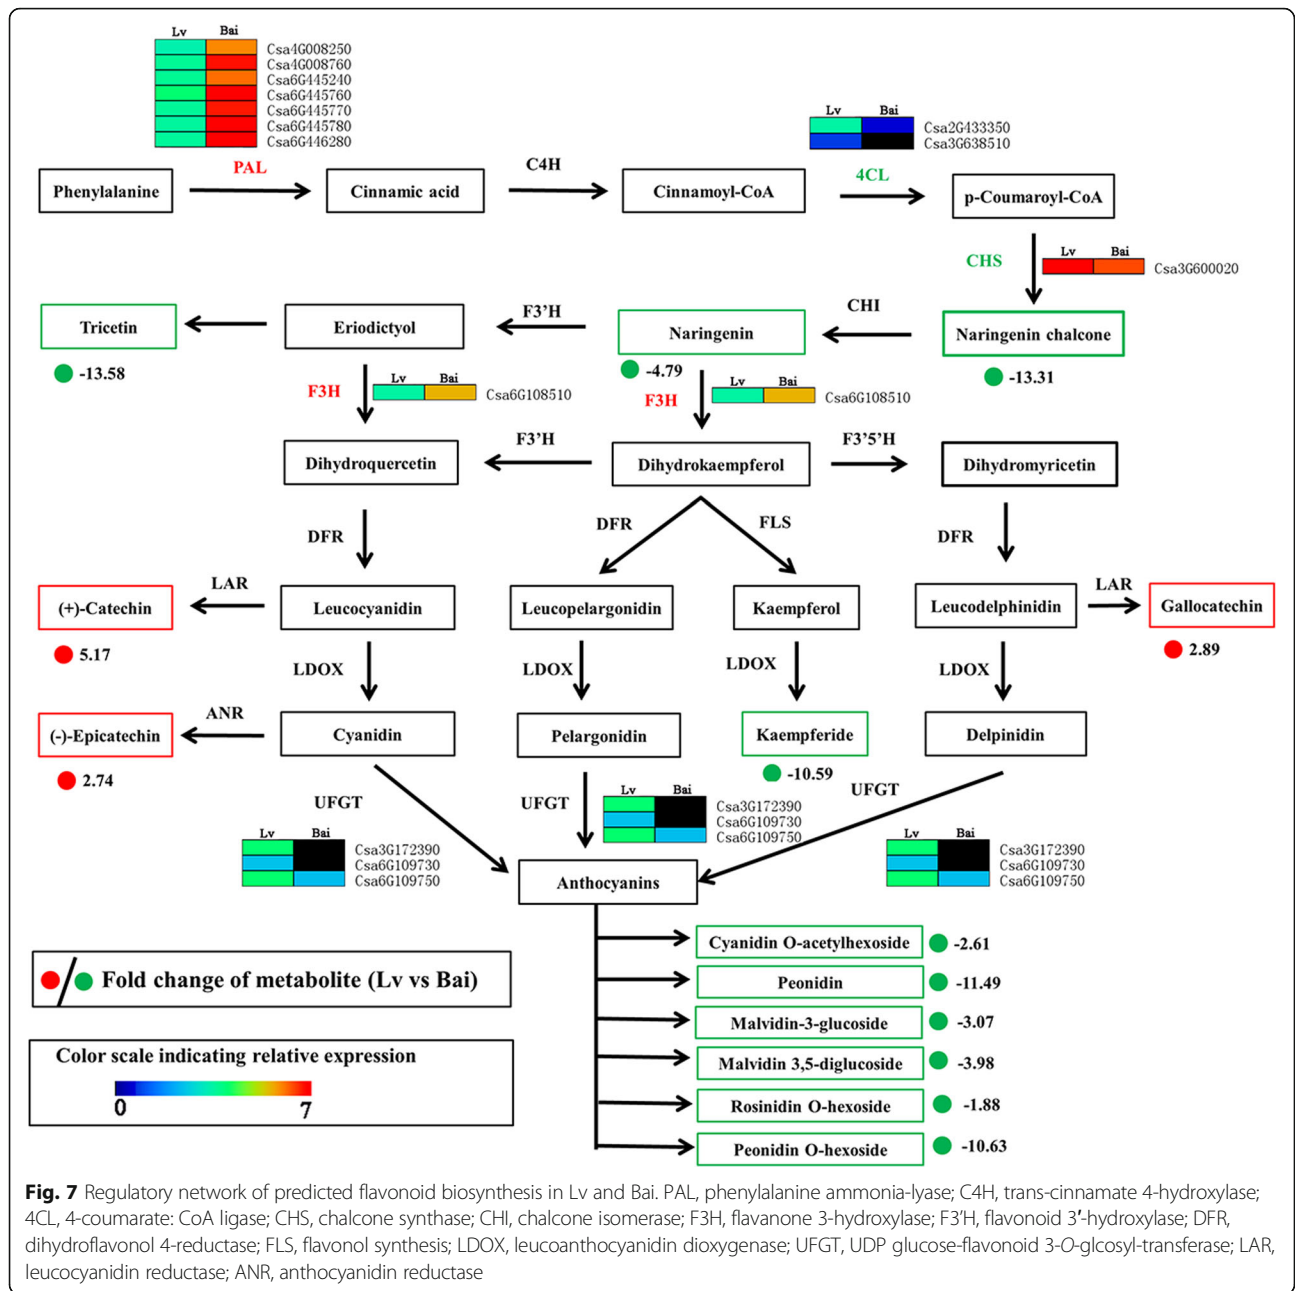 Lv Bai
Csa4G008250
Csa4G008760
Csa6G445240
Csa6G445760
Csa6G445770
Csa6G445780
Csa6G446280
Lv Bai
Csa2G433350
Csa3G638510
Phenylalanine
PAL
Cinnamic acid
C4H
Cinnamoyl-CoA
4CL
p-Coumaroyl-CoA
CHS
Lv Bai
Csa3G600020
Tricetin
-13.58
Eriodictyol
F3'H
Naringenin
-4.79
CHI
Naringenin chalcone
-13.31
F3H
Lv Bai
Csa6G108510
F3H
Lv Bai
Csa6G108510
Dihydroquercetin
F3'H
Dihydrokaempferol
F3'5'H
Dihydromyricetin
DFR
DFR
FLS
DFR
(+)-Catechin
5.17
LAR
Leucocyanidin
Leucopelargonidin
Kaempferol
Leucodelphinidin
LAR
Gallocatechin
2.89
LDOX
LDOX
LDOX
LDOX
(-)-Epicatechin
2.74
ANR
Cyanidin
Pelargonidin
Kaempferide
-10.59
Delpinidin
UFGT
UFGT
UFGT
Lv Bai
Csa3G172390
Csa6G109730
Csa6G109750
Lv Bai
Csa3G172390
Csa6G109730
Csa6G109750
Lv Bai
Csa3G172390
Csa6G109730
Csa6G109750
Anthocyanins
Cyanidin O-acetylhexoside
-2.61
Peonidin
-11.49
Malvidin-3-glucoside
-3.07
Malvidin 3,5-diglucoside
-3.98
Rosinidin O-hexoside
-1.88
Peonidin O-hexoside
-10.63
/ Fold change of metabolite (Lv vs Bai)
Color scale indicating relative expression
0 7
Fig. 7 Regulatory network of predicted flavonoid biosynthesis in Lv and Bai. PAL, phenylalanine ammonia-lyase; C4H, trans-cinnamate 4-hydroxylase;
4CL, 4-coumarate: CoA ligase; CHS, chalcone synthase; CHI, chalcone isomerase; F3H, flavanone 3-hydroxylase; F3'H, flavonoid 3′-hydroxylase; DFR,
dihydroflavonol 4-reductase; FLS, flavonol synthesis; LDOX, leucoanthocyanidin dioxygenase; UFGT, UDP glucose-flavonoid 3-O-glcosyl-transferase; LAR,
leucocyanidin reductase; ANR, anthocyanidin reductase